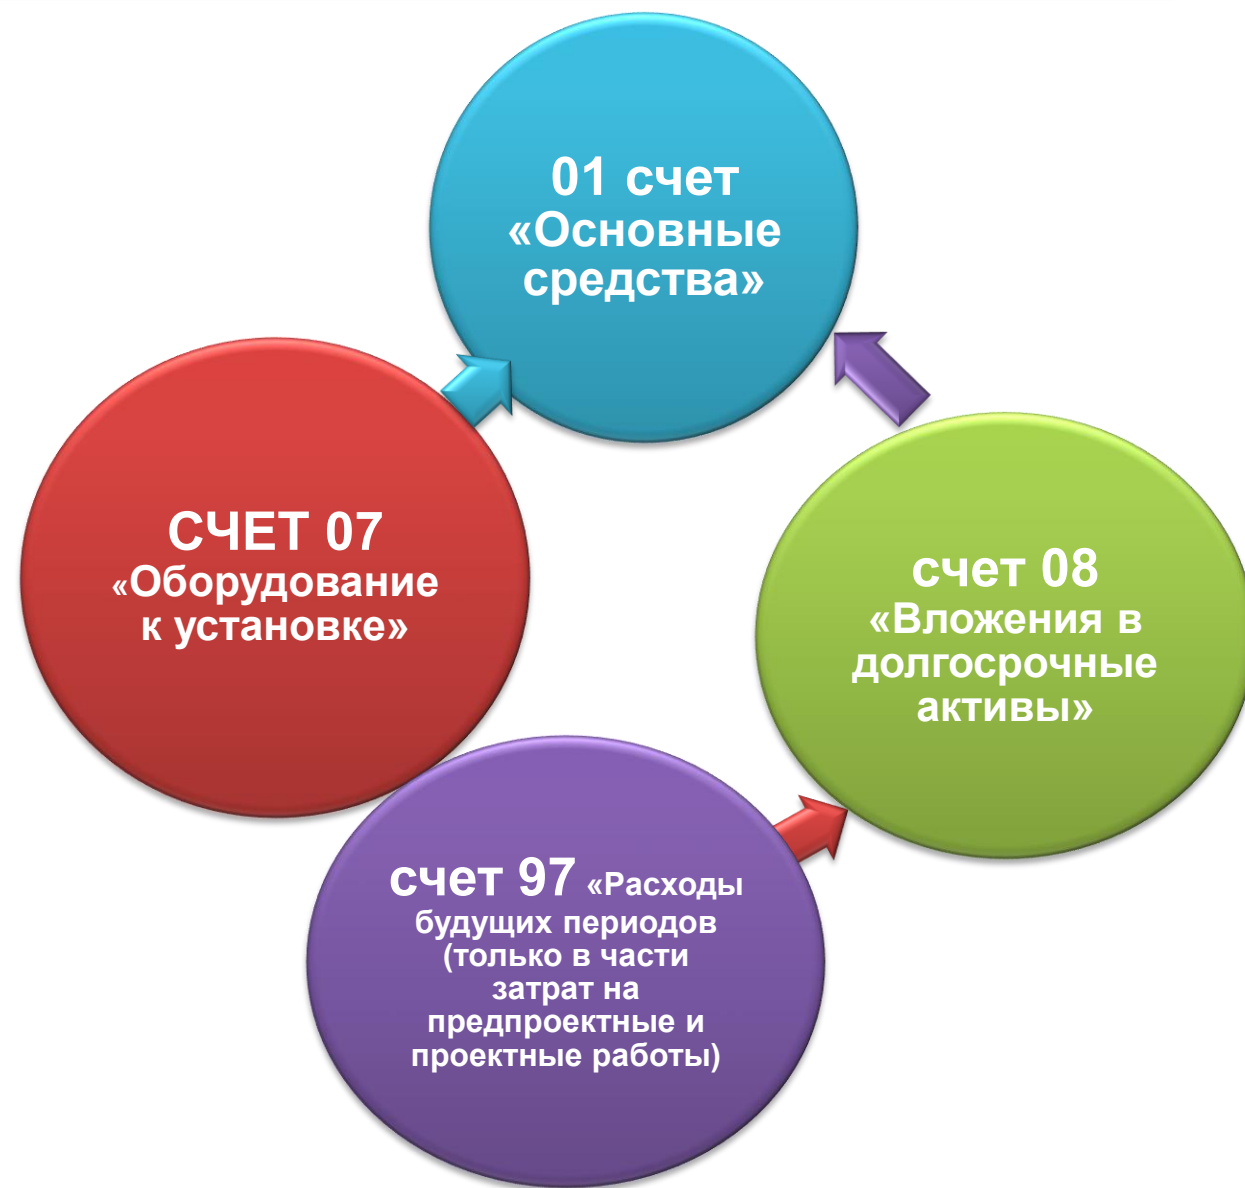 01 счет
«Основные
средства»
СЧЕТ 07
«Оборудование
к установке»
счет 08
«Вложения в
долгосрочные
активы»
счет 97 «Расходы
будущих периодов
(только в части
затрат на
предпроектные и
проектные работы)